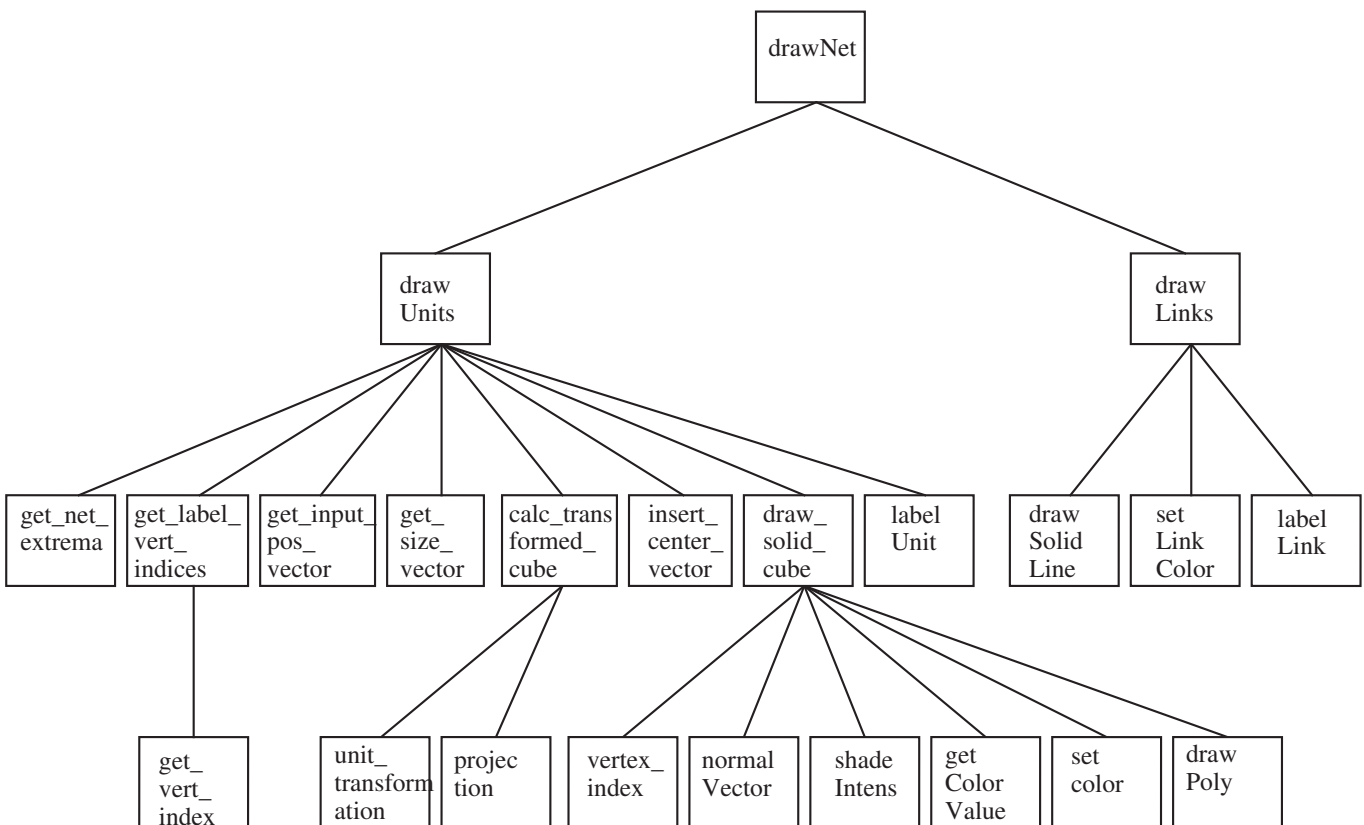 drawNet
draw
Units
draw
Links
get_net_
extrema
get_label_
vert_
indices
get_input_
pos_
vector
get_
size_
vector
calc_trans
formed_
cube
insert_
center_
vector
draw_
solid_
cube
label
Unit
draw
Solid
Line
set
Link
Color
label
Link
get_
vert_
index
unit_
transform
ation
projec
tion
vertex_
index
normal
Vector
shade
Intens
get
Color
Value
set
color
draw
Poly